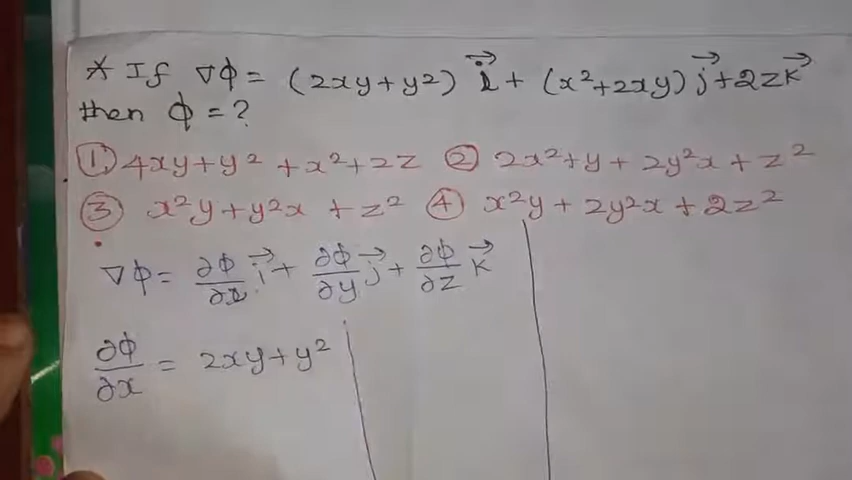 * If ∇ϕ = (2xy+y²) i⃗ + (x²+2xy) j⃗ +2zk⃗
then ϕ = ?
① 4xy+y² +x²+2z ② 2x²+y + 2y²x + z²
③ x²y+y²x +z² ④ x²y + 2y²x + 2z²
∇ϕ = ∂ϕ/∂x i⃗ + ∂ϕ/∂y j⃗ + ∂ϕ/∂z k⃗
∂ϕ/∂x = 2xy+y²